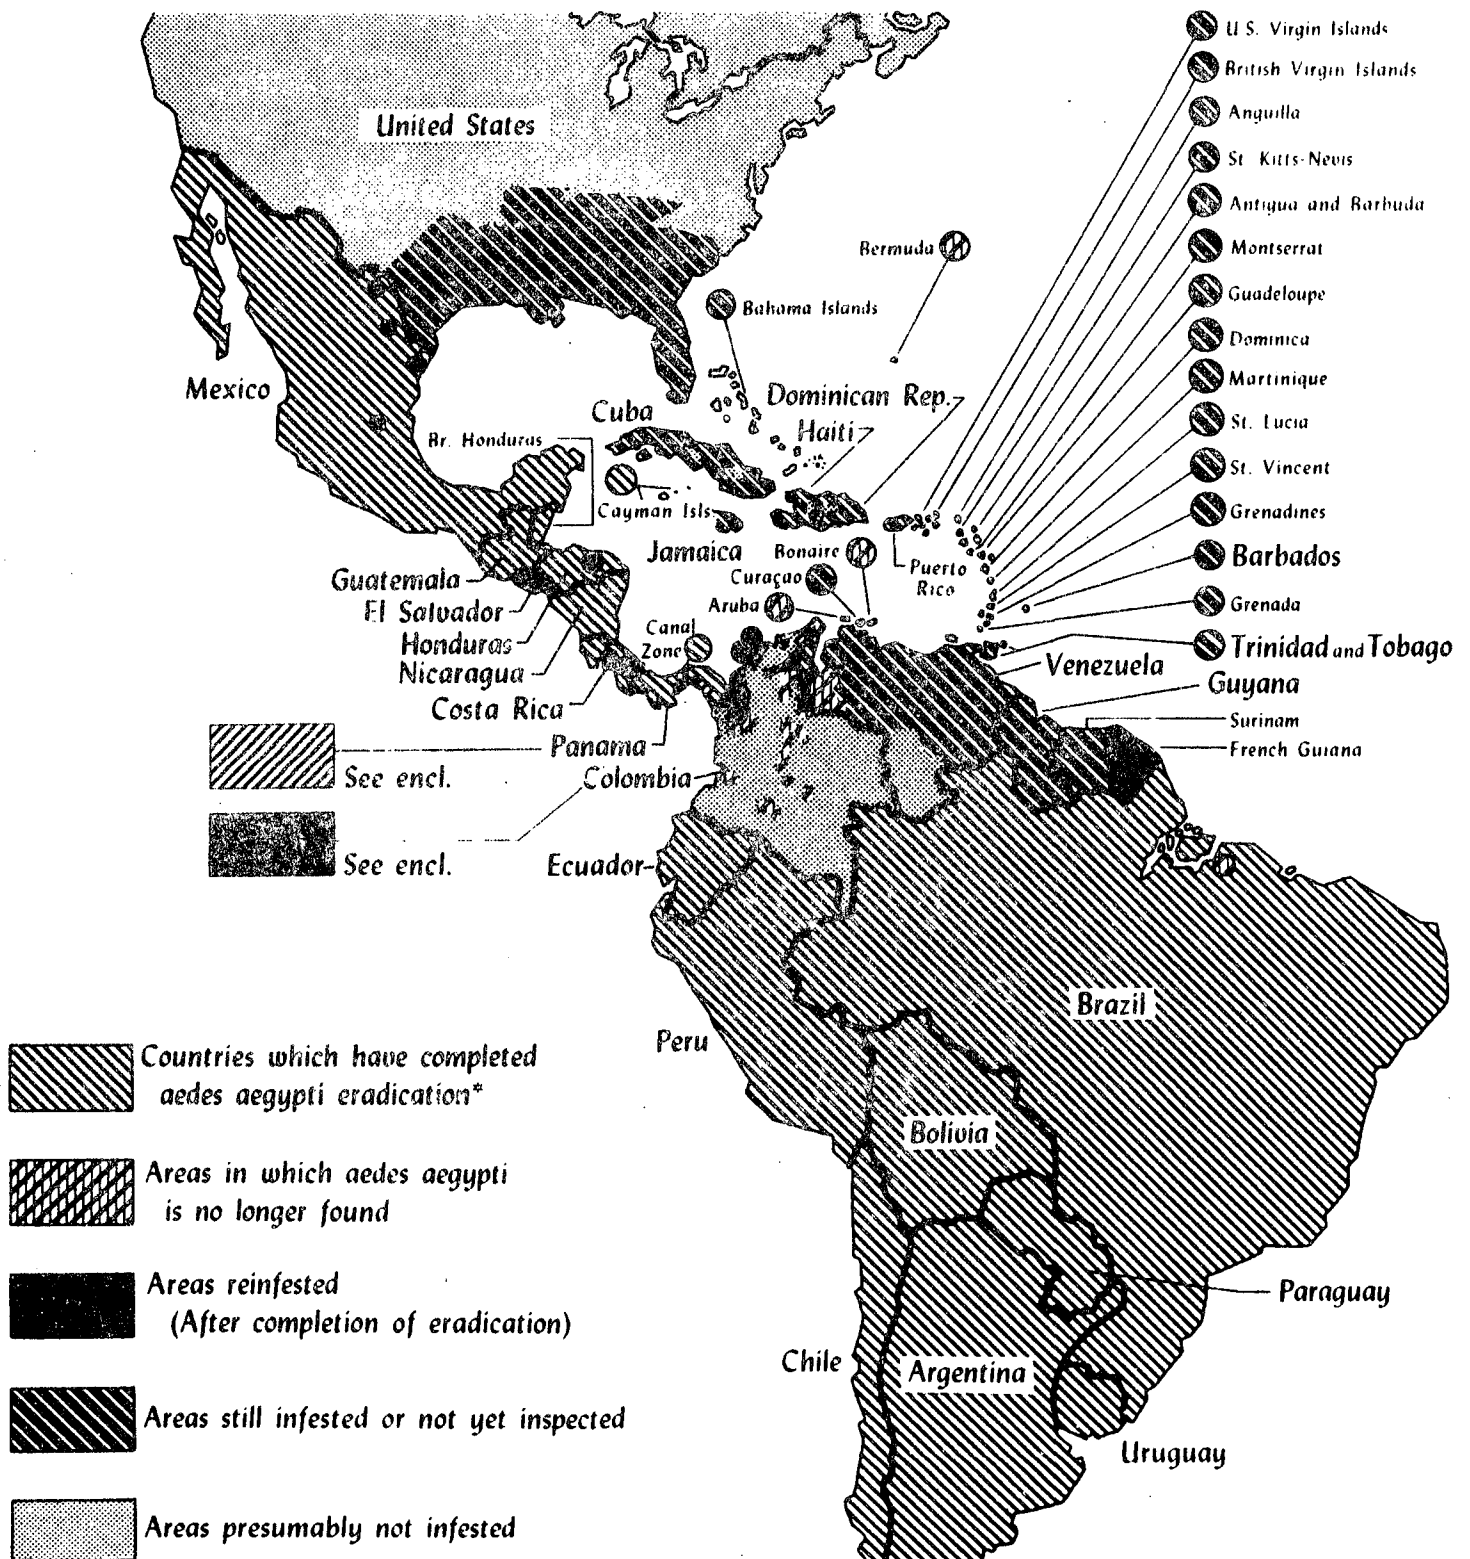 U.S. Virgin Islands
British Virgin Islands
Anguilla
St. Kitts-Nevis
Antigua and Barbuda
Montserrat
Guadeloupe
Dominica
Martinique
St. Lucia
St. Vincent
Grenadines
Barbados
Grenada
Trinidad and Tobago
United States
Bermuda
Bahama Islands
Mexico
Dominican Rep.
Cuba
Haiti
Br. Honduras
Cayman Isls
Jamaica
Bonaire
Curaçao
Aruba
Puerto
Rico
Guatemala
El Salvador
Honduras
Nicaragua
Costa Rica
Canal
Zone
Panama
Colombia
Venezuela
Guyana
Surinam
French Guiana
See encl.
See encl.
Ecuador
Brazil
Peru
Bolivia
Paraguay
Chile
Argentina
Uruguay
Countries which have completed
aedes aegypti eradication*
Areas in which aedes aegypti
is no longer found
Areas reinfested
(After completion of eradication)
Areas still infested or not yet inspected
Areas presumably not infested